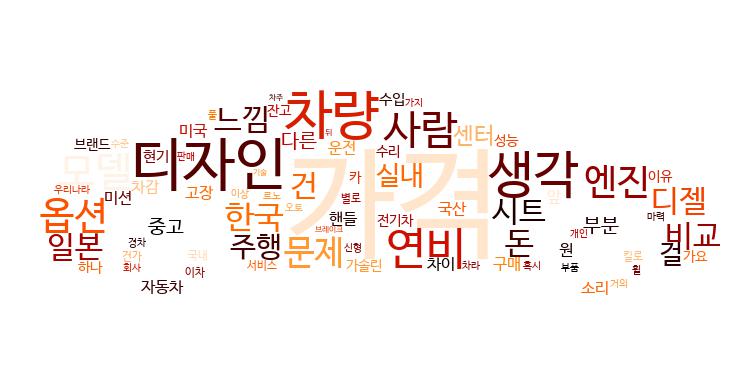 차주
차량
수입
가지
풀
느낌
잔고
미국
다른
뒤
사람
센터
성능
브랜드
수준
디자인
운전
수리
가격
모델
현기
판매
기술
생각
엔진
이유
우리나라
차감
고장
이상
르노
건
카
실내
앞
디젤
미션
옵션
한국
오토
별로
핸들
전기차
국산
시트
부분
마력
중고
브레이크
개인
일본
경차
주행
문제
신형
연비
돈
원
비교
걸
가요
전기
국내
하나
회사
이차
서비스
가솔린
차이
차라
구매
혹시
부품
킬로
휠
자동차
소리
거의